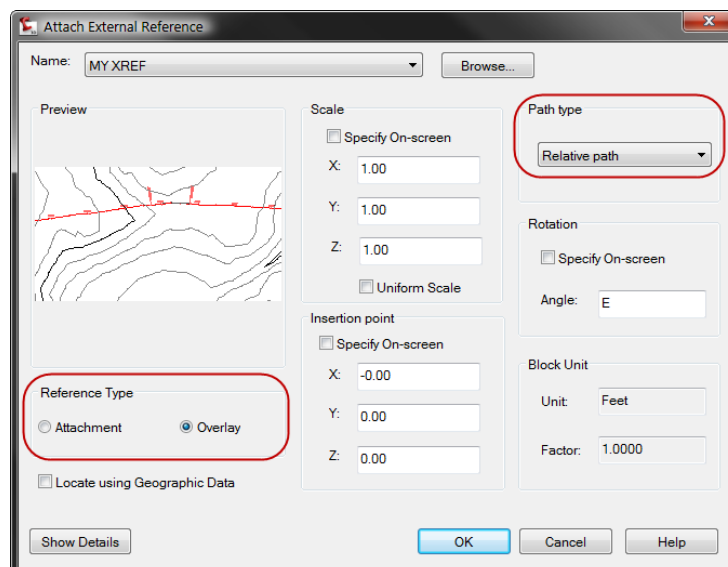 Attach External Reference
Name: MY XREF Browse...
Preview
Reference Type
Attachment Overlay
Locate using Geographic Data
Scale
Specify On-screen
X: 1.00
Y: 1.00
Z: 1.00
Uniform Scale
Insertion point
Specify On-screen
X: -0.00
Y: 0.00
Z: 0.00
Path type
Relative path
Rotation
Specify On-screen
Angle: E
Block Unit
Unit: Feet
Factor: 1.0000
Show Details OK Cancel Help